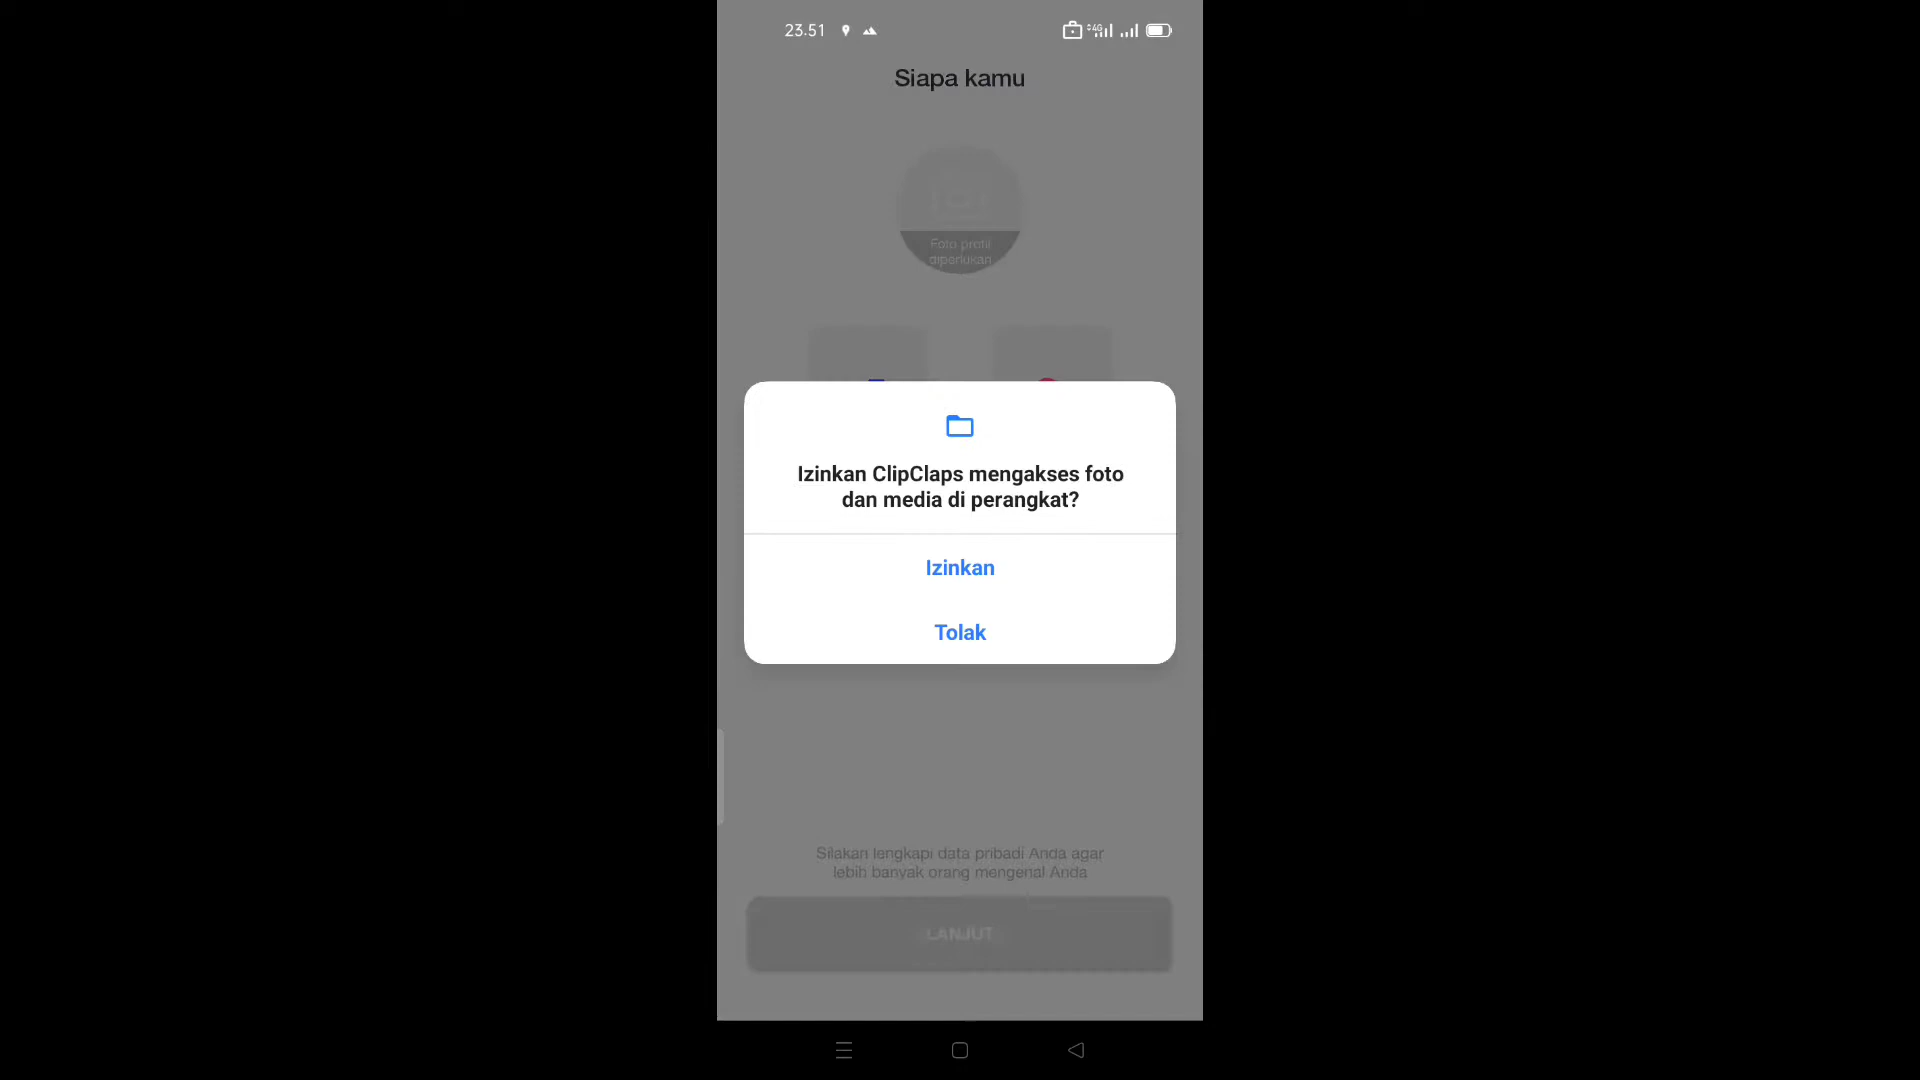 23.51
4G
Siapa kamu
Foto profil
diperlukan
Izinkan ClipClaps mengakses foto
dan media di perangkat?
Izinkan
Tolak
Silakan lengkapi data pribadi Anda agar
lebih banyak orang mengenal Anda
LANJUT